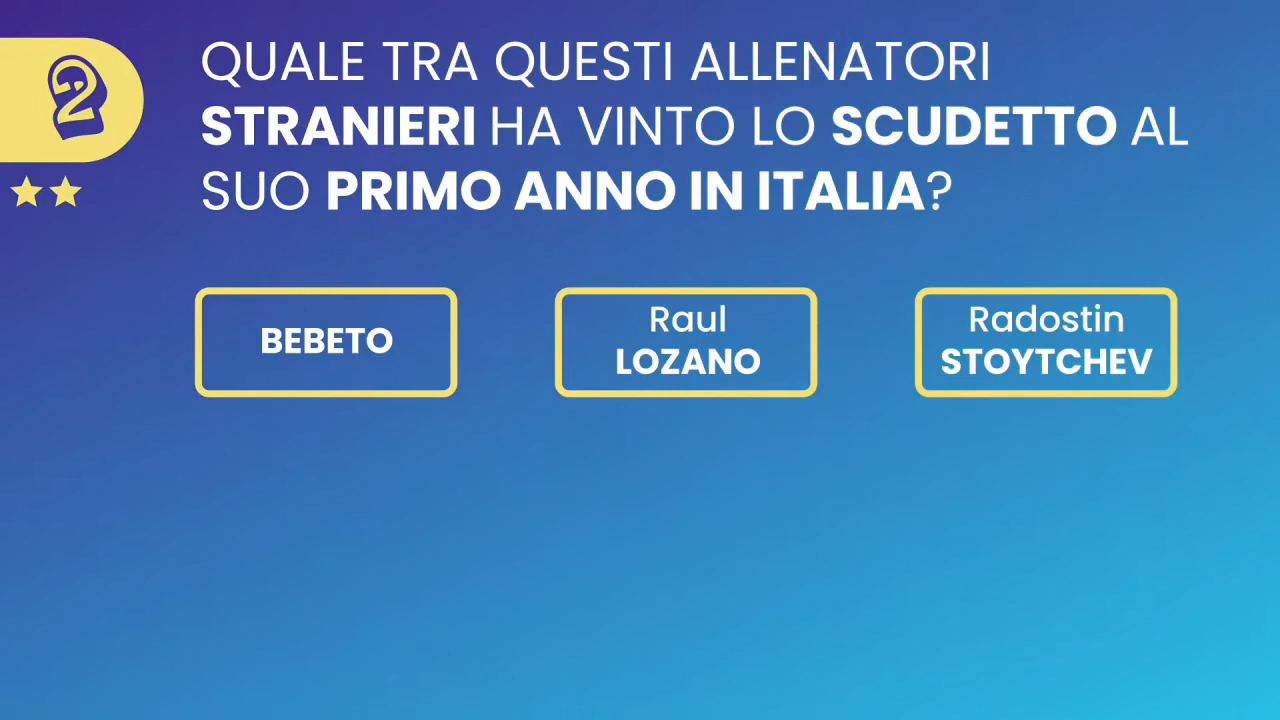 2
QUALE TRA QUESTI ALLENATORI
STRANIERI HA VINTO LO SCUDETTO AL
SUO PRIMO ANNO IN ITALIA?
BEBETO
Raul
LOZANO
Radostin
STOYTCHEV